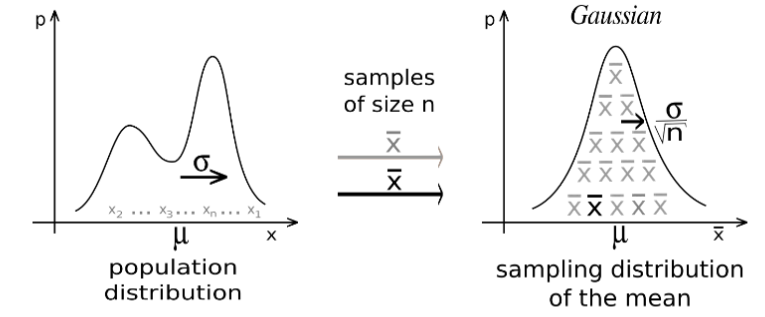 p
σ
x₂ ... x₃ ... xₙ ... x₁
μ
x
population
distribution
samples
of size n
x̄
x̄
p
Gaussian
x̄
x̄ x̄
σ
√n
x̄ x̄ x̄
x̄ x̄ x̄ x̄
x̄ x̄ x̄ x̄ x̄
μ
x̄
sampling distribution
of the mean